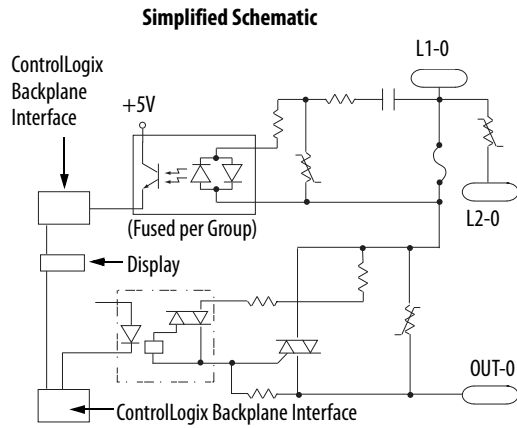 Simplified Schematic
ControlLogix
Backplane
Interface
+5V
L1-0
L2-0
(Fused per Group)
Display
OUT-0
ControlLogix Backplane Interface